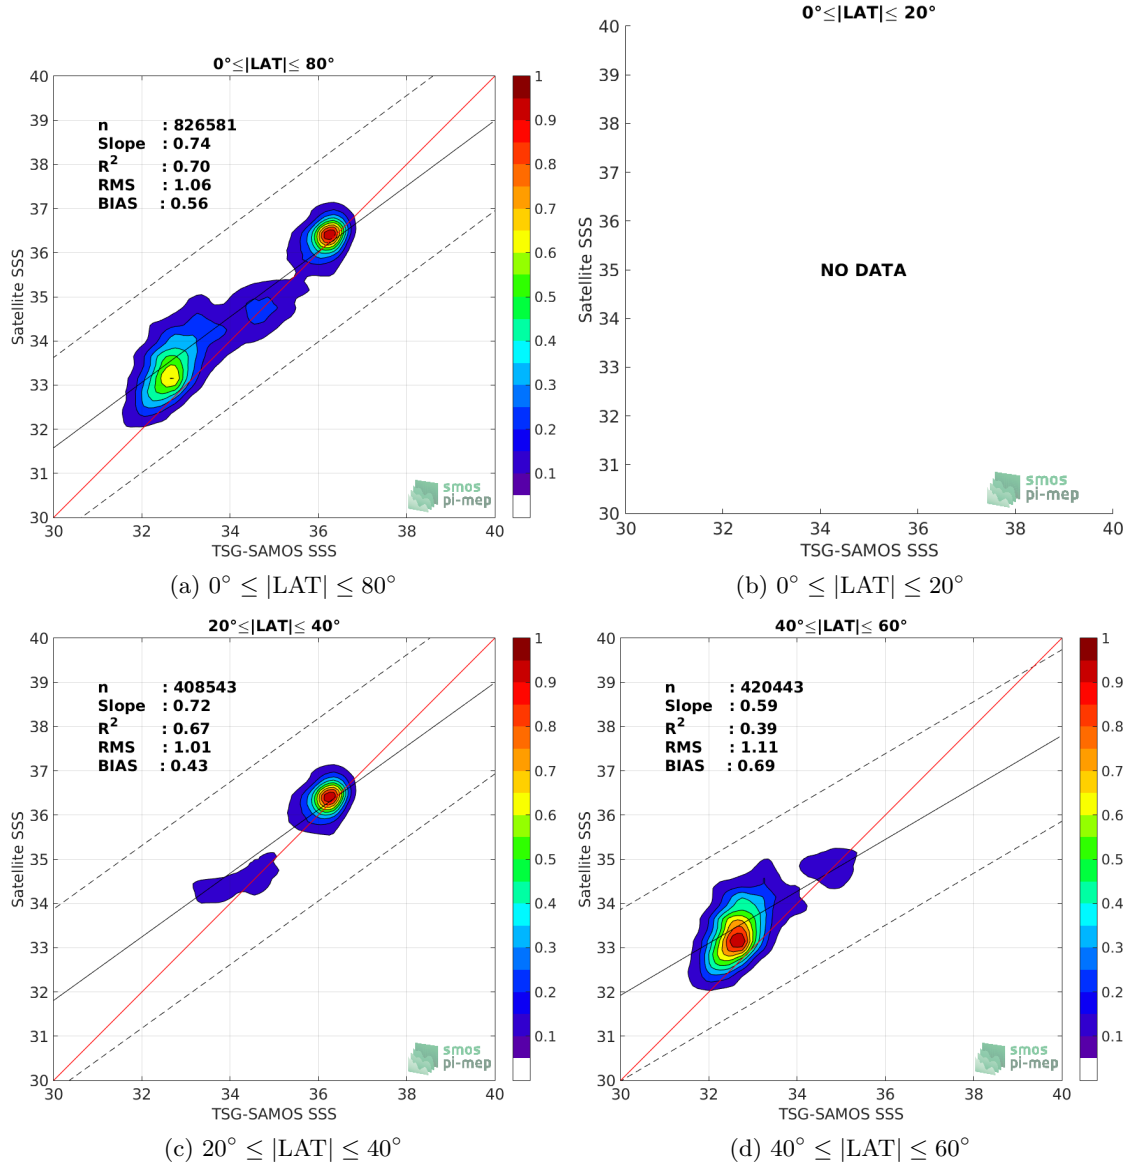 0°≤|LAT|≤ 80°
n : 826581
Slope : 0.74
R² : 0.70
RMS : 1.06
BIAS : 0.56
40
39
38
37
36
35
34
33
32
31
30
30 32 34 36 38 40
Satellite SSS
TSG-SAMOS SSS
1
0.9
0.8
0.7
0.6
0.5
0.4
0.3
0.2
0.1
smos
pi-mep
(a) 0° ≤ |LAT| ≤ 80°
0°≤|LAT|≤ 20°
40
39
38
37
36
35
34
33
32
31
30
30 32 34 36 38 40
Satellite SSS
NO DATA
TSG-SAMOS SSS
smos
pi-mep
(b) 0° ≤ |LAT| ≤ 20°
20°≤|LAT|≤ 40°
n : 408543
Slope : 0.72
R² : 0.67
RMS : 1.01
BIAS : 0.43
40
39
38
37
36
35
34
33
32
31
30
30 32 34 36 38 40
Satellite SSS
TSG-SAMOS SSS
1
0.9
0.8
0.7
0.6
0.5
0.4
0.3
0.2
0.1
smos
pi-mep
(c) 20° ≤ |LAT| ≤ 40°
40°≤|LAT|≤ 60°
n : 420443
Slope : 0.59
R² : 0.39
RMS : 1.11
BIAS : 0.69
40
39
38
37
36
35
34
33
32
31
30
30 32 34 36 38 40
Satellite SSS
TSG-SAMOS SSS
1
0.9
0.8
0.7
0.6
0.5
0.4
0.3
0.2
0.1
smos
pi-mep
(d) 40° ≤ |LAT| ≤ 60°